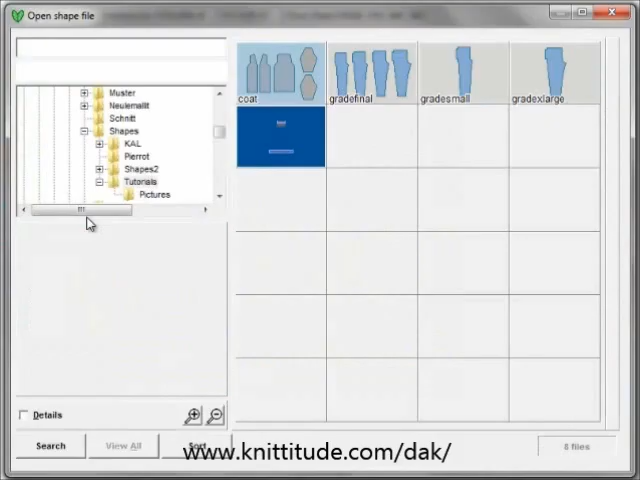 Open shape file
coat
gradefinal
gradesmall
gradexlarge
Muster
Neulemallit
Schnitt
Shapes
KAL
Pierrot
Shapes2
Tutorials
Pictures
Details
Search
View All
Sort
8 files
www.knittitude.com/dak/